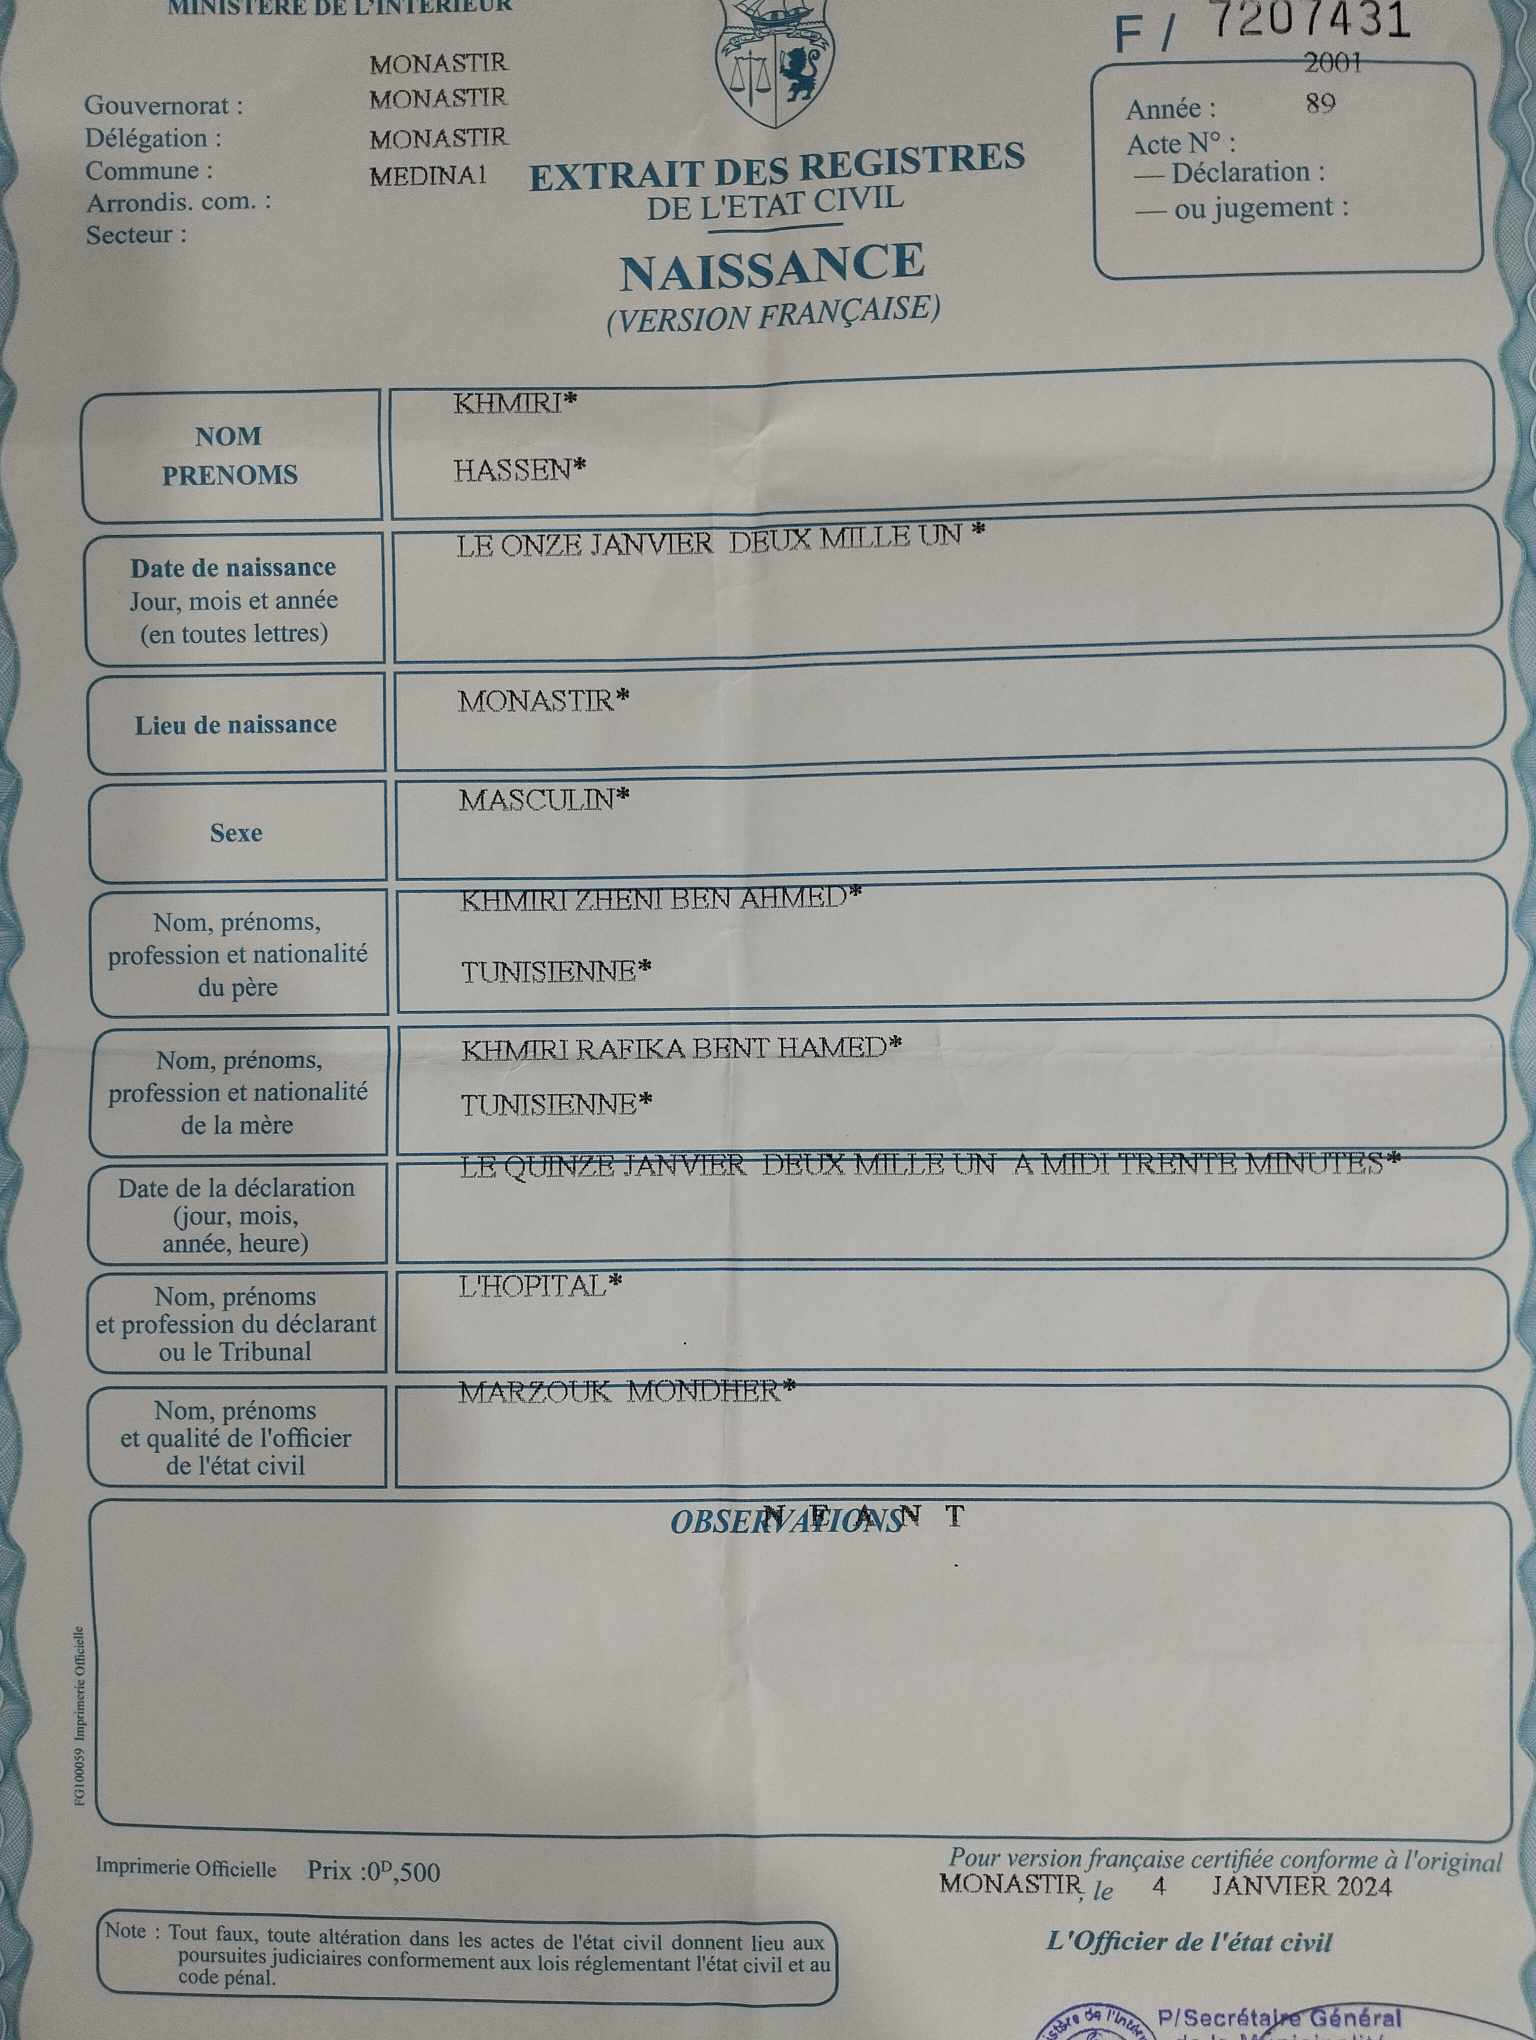 MINISTERE DE L'INTERIEUR
F / 7207431
MONASTIR
Gouvernorat : MONASTIR
Délégation : MONASTIR
Commune : MEDINA1
Arrondis. com. :
Secteur :
2001
Année : 89
Acte N° :
— Déclaration :
— ou jugement :
EXTRAIT DES REGISTRES
DE L'ETAT CIVIL
NAISSANCE
(VERSION FRANÇAISE)
NOM
PRENOMS
KHMIRI*
HASSEN*
Date de naissance
Jour, mois et année
(en toutes lettres)
LE ONZE JANVIER DEUX MILLE UN *
Lieu de naissance
MONASTIR*
Sexe
MASCULIN*
Nom, prénoms,
profession et nationalité
du père
KHMIRI ZHENI BEN AHMED*
TUNISIENNE*
Nom, prénoms,
profession et nationalité
de la mère
KHMIRI RAFIKA BENT HAMED*
TUNISIENNE*
Date de la déclaration
(jour, mois,
année, heure)
LE QUINZE JANVIER DEUX MILLE UN A MIDI TRENTE MINUTES*
Nom, prénoms
et profession du déclarant
ou le Tribunal
L'HOPITAL*
Nom, prénoms
et qualité de l'officier
de l'état civil
MARZOUK MONDHER*
OBSERVATIONS
N E A N T
FG100059 Imprimerie Officielle
Imprimerie Officielle Prix :0ᴰ,500
Pour version française certifiée conforme à l'original
MONASTIR, le 4 JANVIER 2024
L'Officier de l'état civil
Note : Tout faux, toute altération dans les actes de l'état civil donnent lieu aux
poursuites judiciaires conformement aux lois réglementant l'état civil et au
code pénal.
P/Secrétaire Général